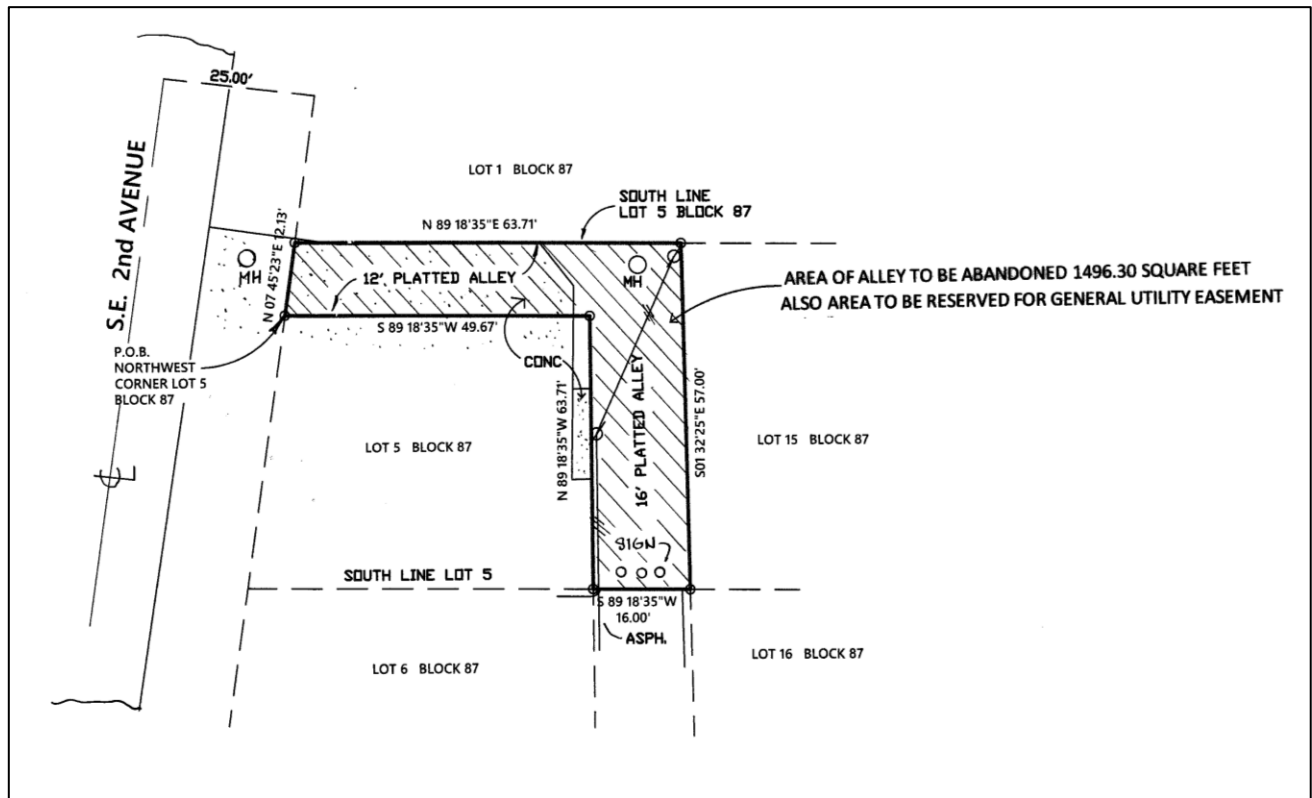 25.00'
S.E. 2nd AVENUE
LOT 1 BLOCK 87
SOUTH LINE
LOT 5 BLOCK 87
N 89 18'35"E 63.71'
N 07 45'23"E 12.13'
MH
12' PLATTED ALLEY
MH
AREA OF ALLEY TO BE ABANDONED 1496.30 SQUARE FEET
ALSO AREA TO BE RESERVED FOR GENERAL UTILITY EASEMENT
S 89 18'35"W 49.67'
P.O.B.
NORTHWEST
CORNER LOT 5
BLOCK 87
CONC
N 89 18'35"W 63.71'
16' PLATTED ALLEY
S01 32'25"E 57.00'
LOT 5 BLOCK 87
LOT 15 BLOCK 87
CL
SIGN
SOUTH LINE LOT 5
S 89 18'35"W
16.00'
ASPH.
LOT 6 BLOCK 87
LOT 16 BLOCK 87